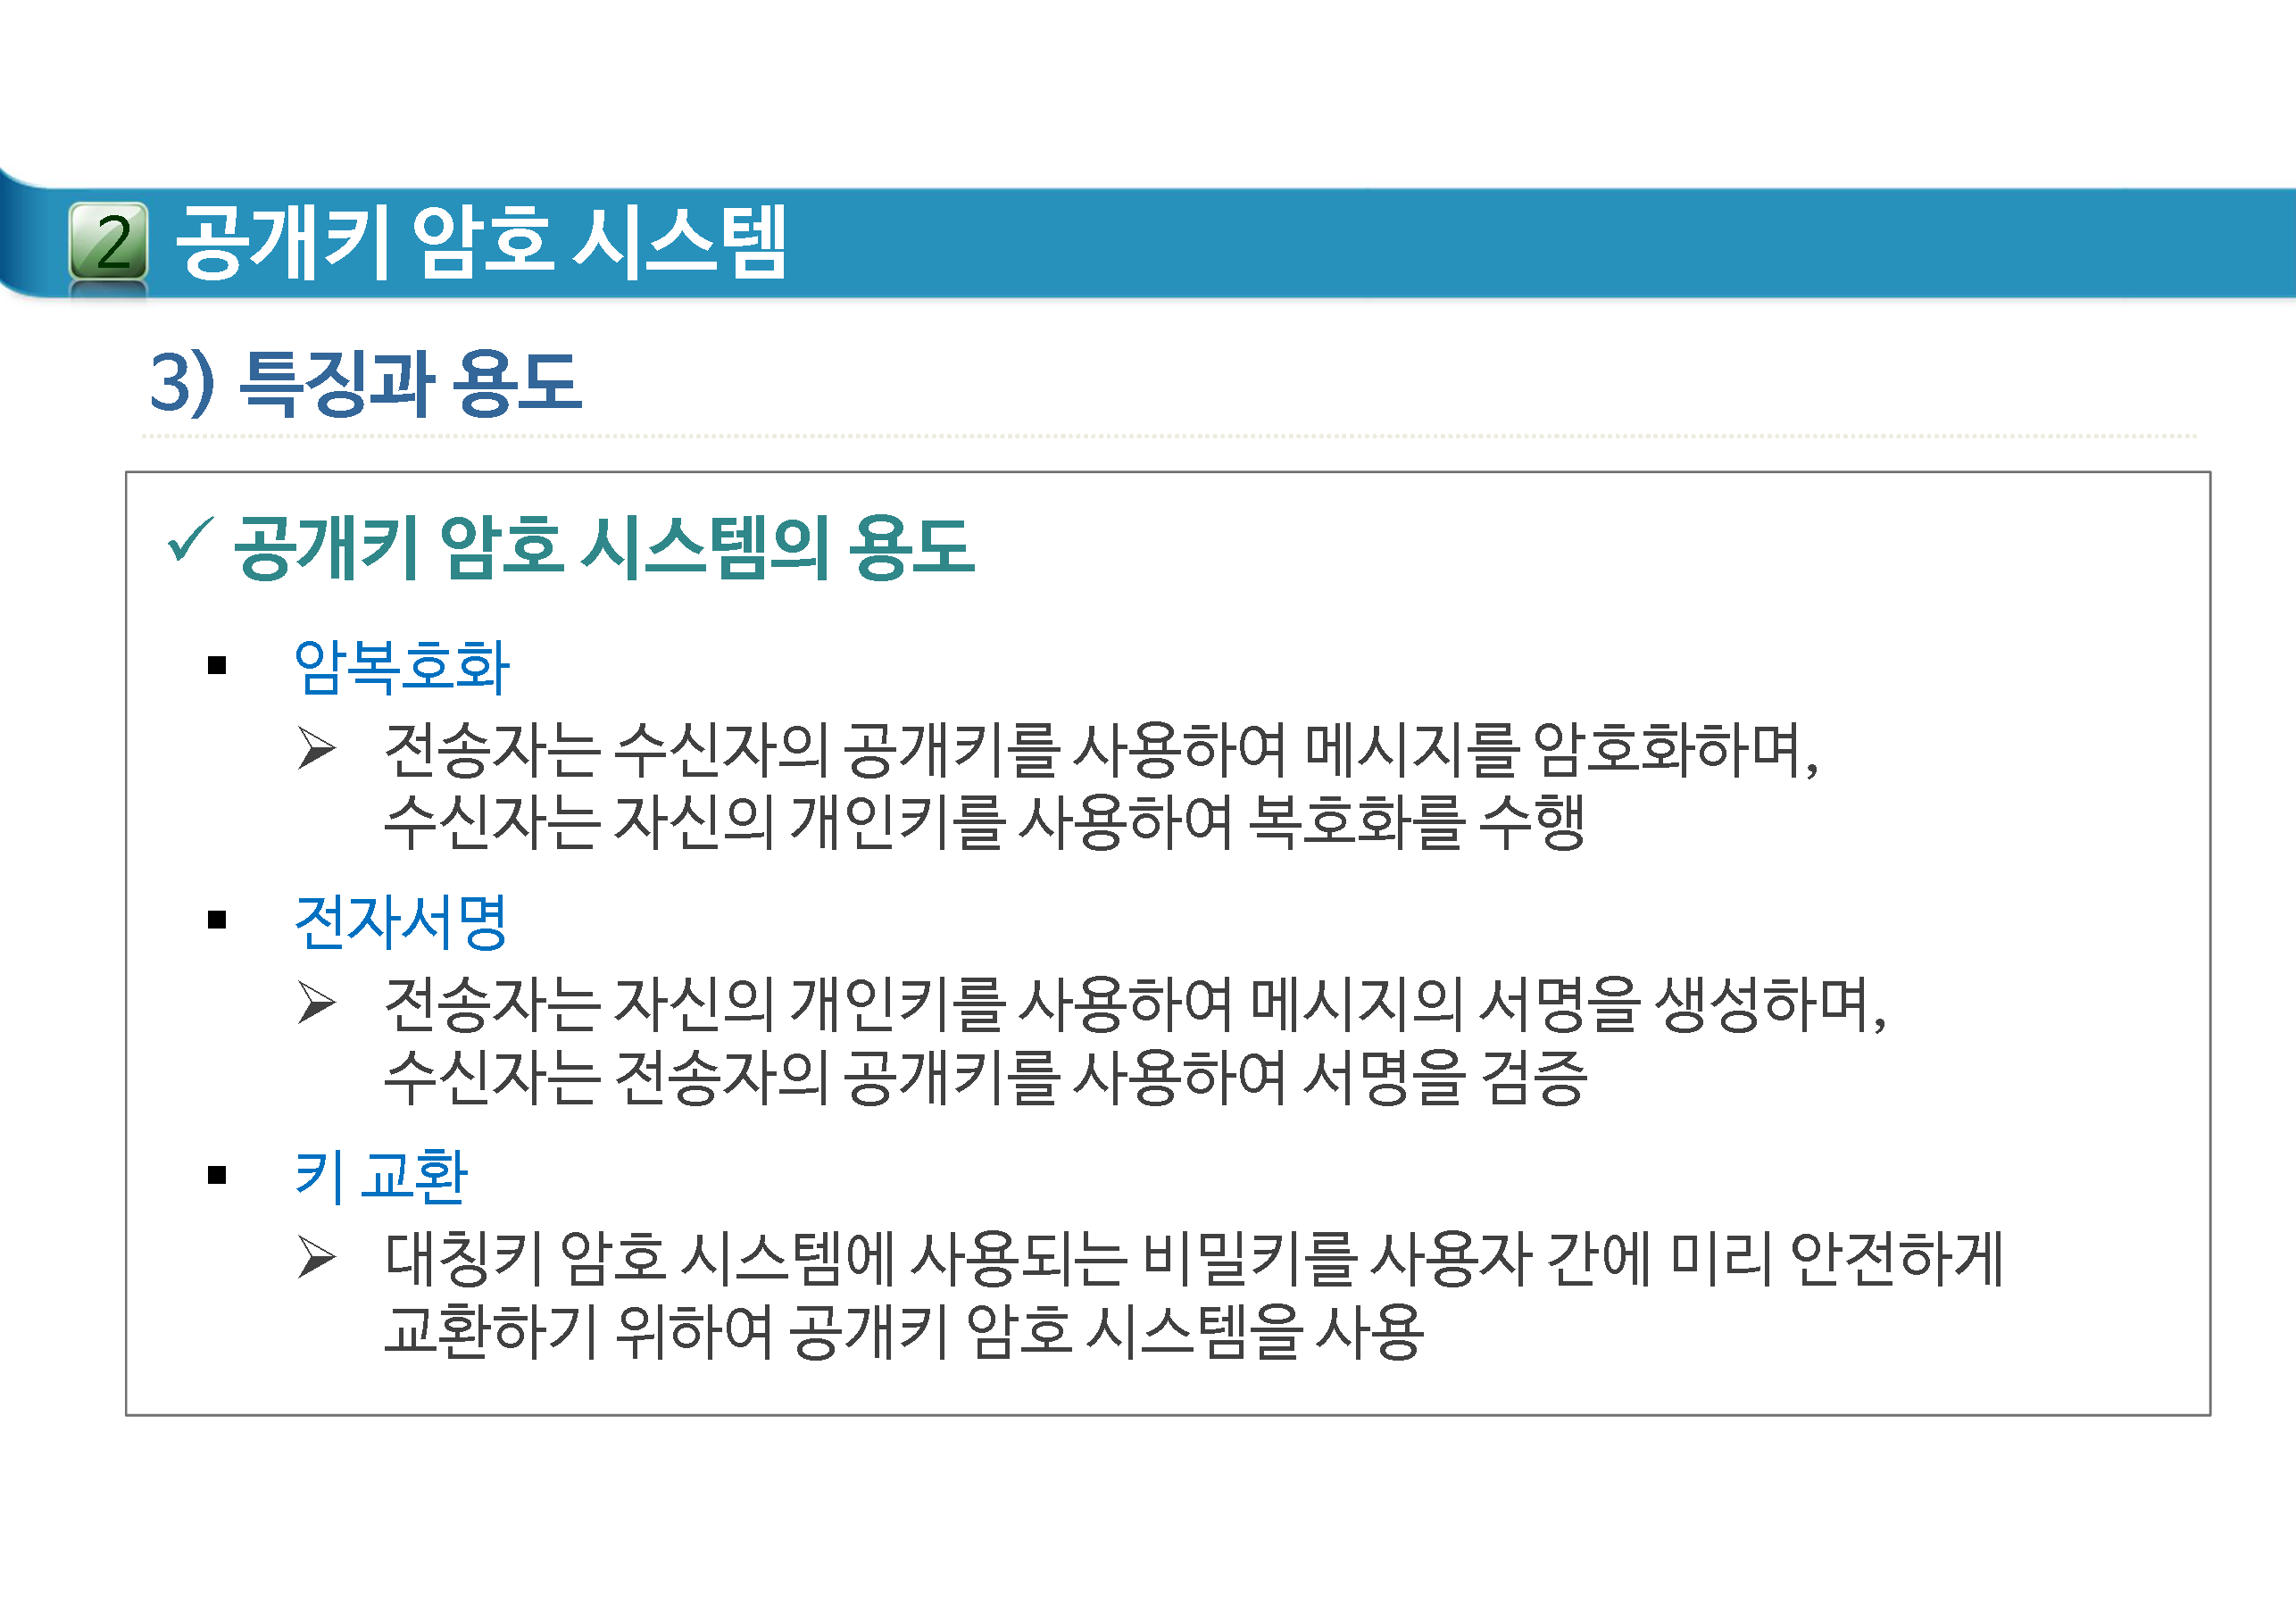 2 공개키 암호 시스템
3) 특징과 용도
✓ 공개키 암호 시스템의 용도
▪ 암복호화
➢ 전송자는 수신자의 공개키를 사용하여 메시지를 암호화하며,
수신자는 자신의 개인키를 사용하여 복호화를 수행
▪ 전자서명
➢ 전송자는 자신의 개인키를 사용하여 메시지의 서명을 생성하며,
수신자는 전송자의 공개키를 사용하여 서명을 검증
▪ 키 교환
➢ 대칭키 암호 시스템에 사용되는 비밀키를 사용자 간에 미리 안전하게
교환하기 위하여 공개키 암호 시스템을 사용